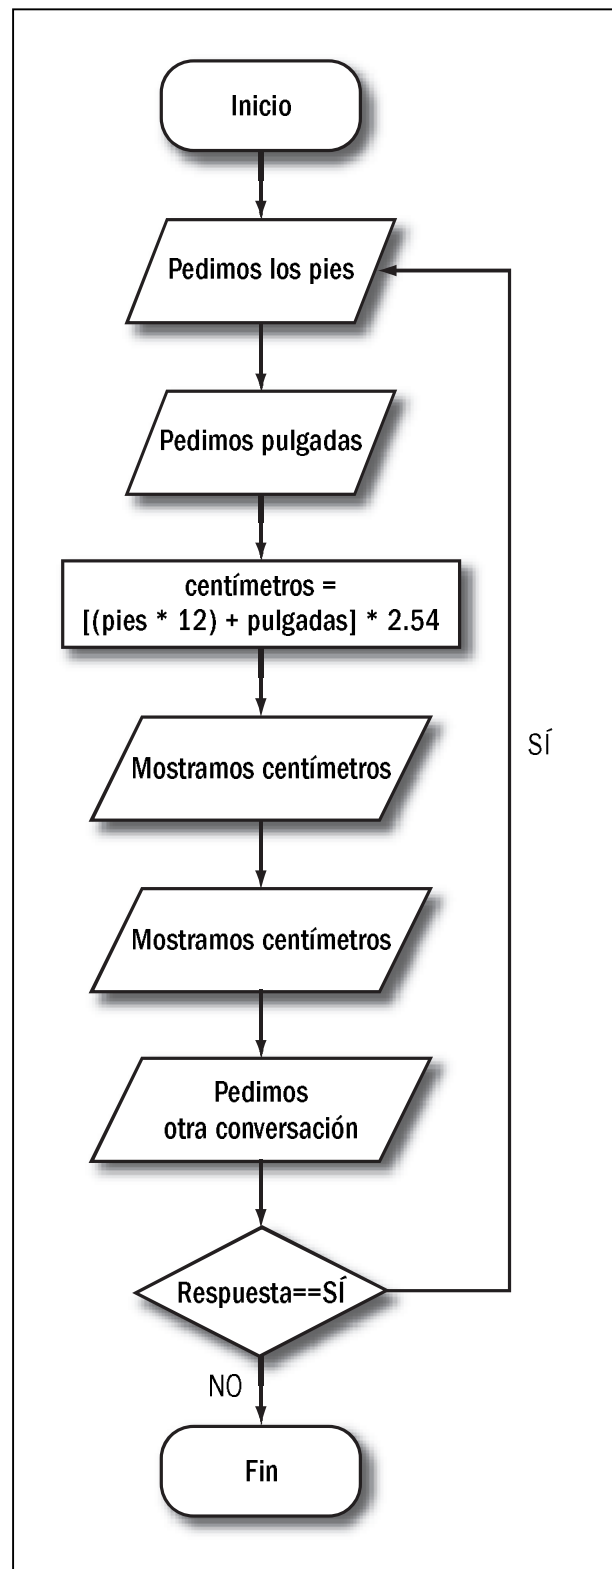 Inicio
Pedimos los pies
Pedimos pulgadas
centímetros =
[(pies * 12) + pulgadas] * 2.54
Mostramos centímetros
SÍ
Mostramos centímetros
Pedimos
otra conversación
Respuesta==SÍ
NO
Fin